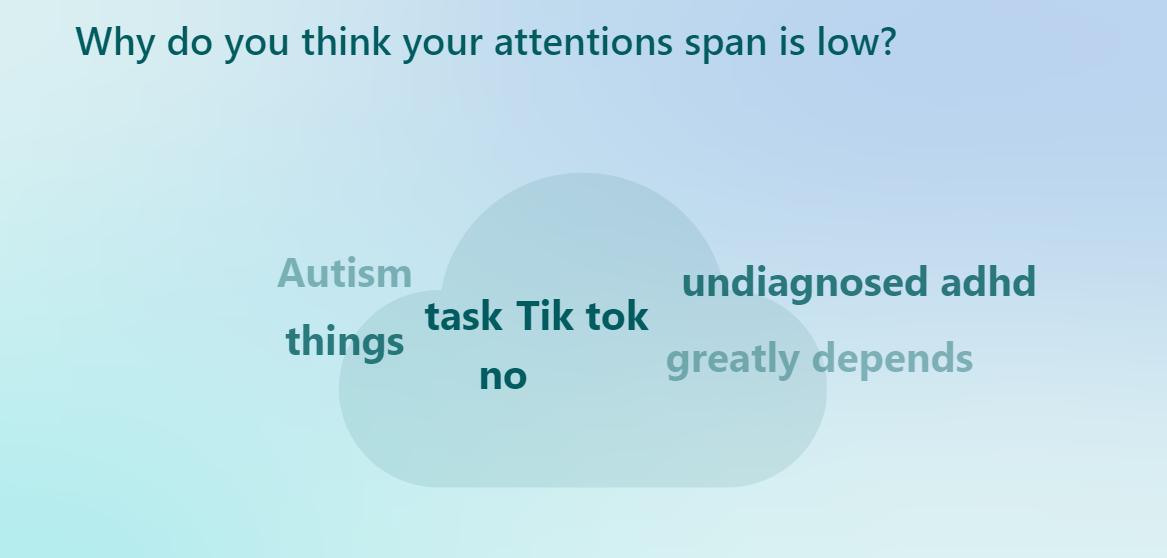 Why do you think your attentions span is low?
Autism
undiagnosed adhd
task Tik tok
things
greatly depends
no